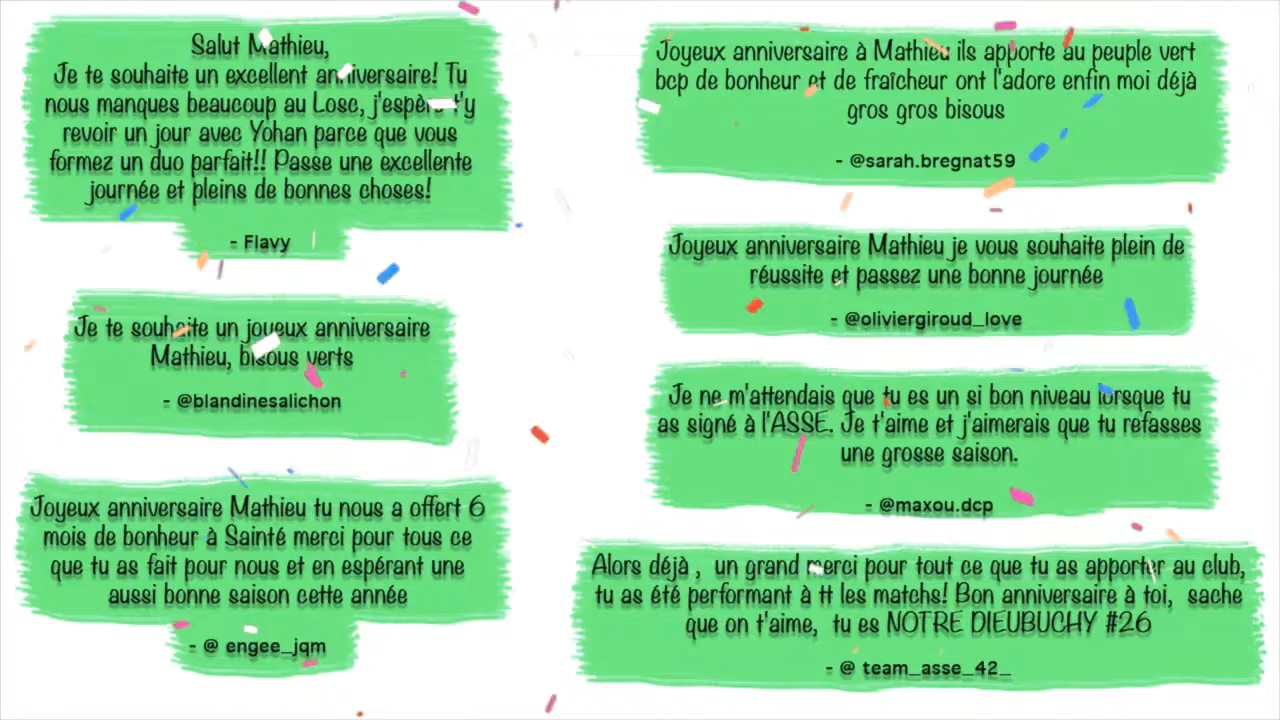 Salut Mathieu,
Je te souhaite un excellent anniversaire! Tu
nous manques beaucoup au Losc, j'espère t'y
revoir un jour avec Yohan parce que vous
formez un duo parfait!! Passe une excellente
journée et pleins de bonnes choses!
- Flavy
Je te souhaite un joyeux anniversaire
Mathieu, bisous verts
- @blandinesalichon
Joyeux anniversaire Mathieu tu nous a offert 6
mois de bonheur à Sainté merci pour tous ce
que tu as fait pour nous et en espérant une
aussi bonne saison cette année
- @ engee_jqm
Joyeux anniversaire à Mathieu ils apporte au peuple vert
bcp de bonheur et de fraîcheur ont l'adore enfin moi déjà
gros gros bisous
- @sarah.bregnat59
Joyeux anniversaire Mathieu je vous souhaite plein de
réussite et passez une bonne journée
- @oliviergiroud_love
Je ne m'attendais que tu es un si bon niveau lorsque tu
as signé à l'ASSE. Je t'aime et j'aimerais que tu refasses
une grosse saison.
- @maxou.dcp
Alors déjà , un grand merci pour tout ce que tu as apporter au club,
tu as été performant à tt les matchs! Bon anniversaire à toi, sache
que on t'aime, tu es NOTRE DIEUBUCHY #26
- @ team_asse_42_